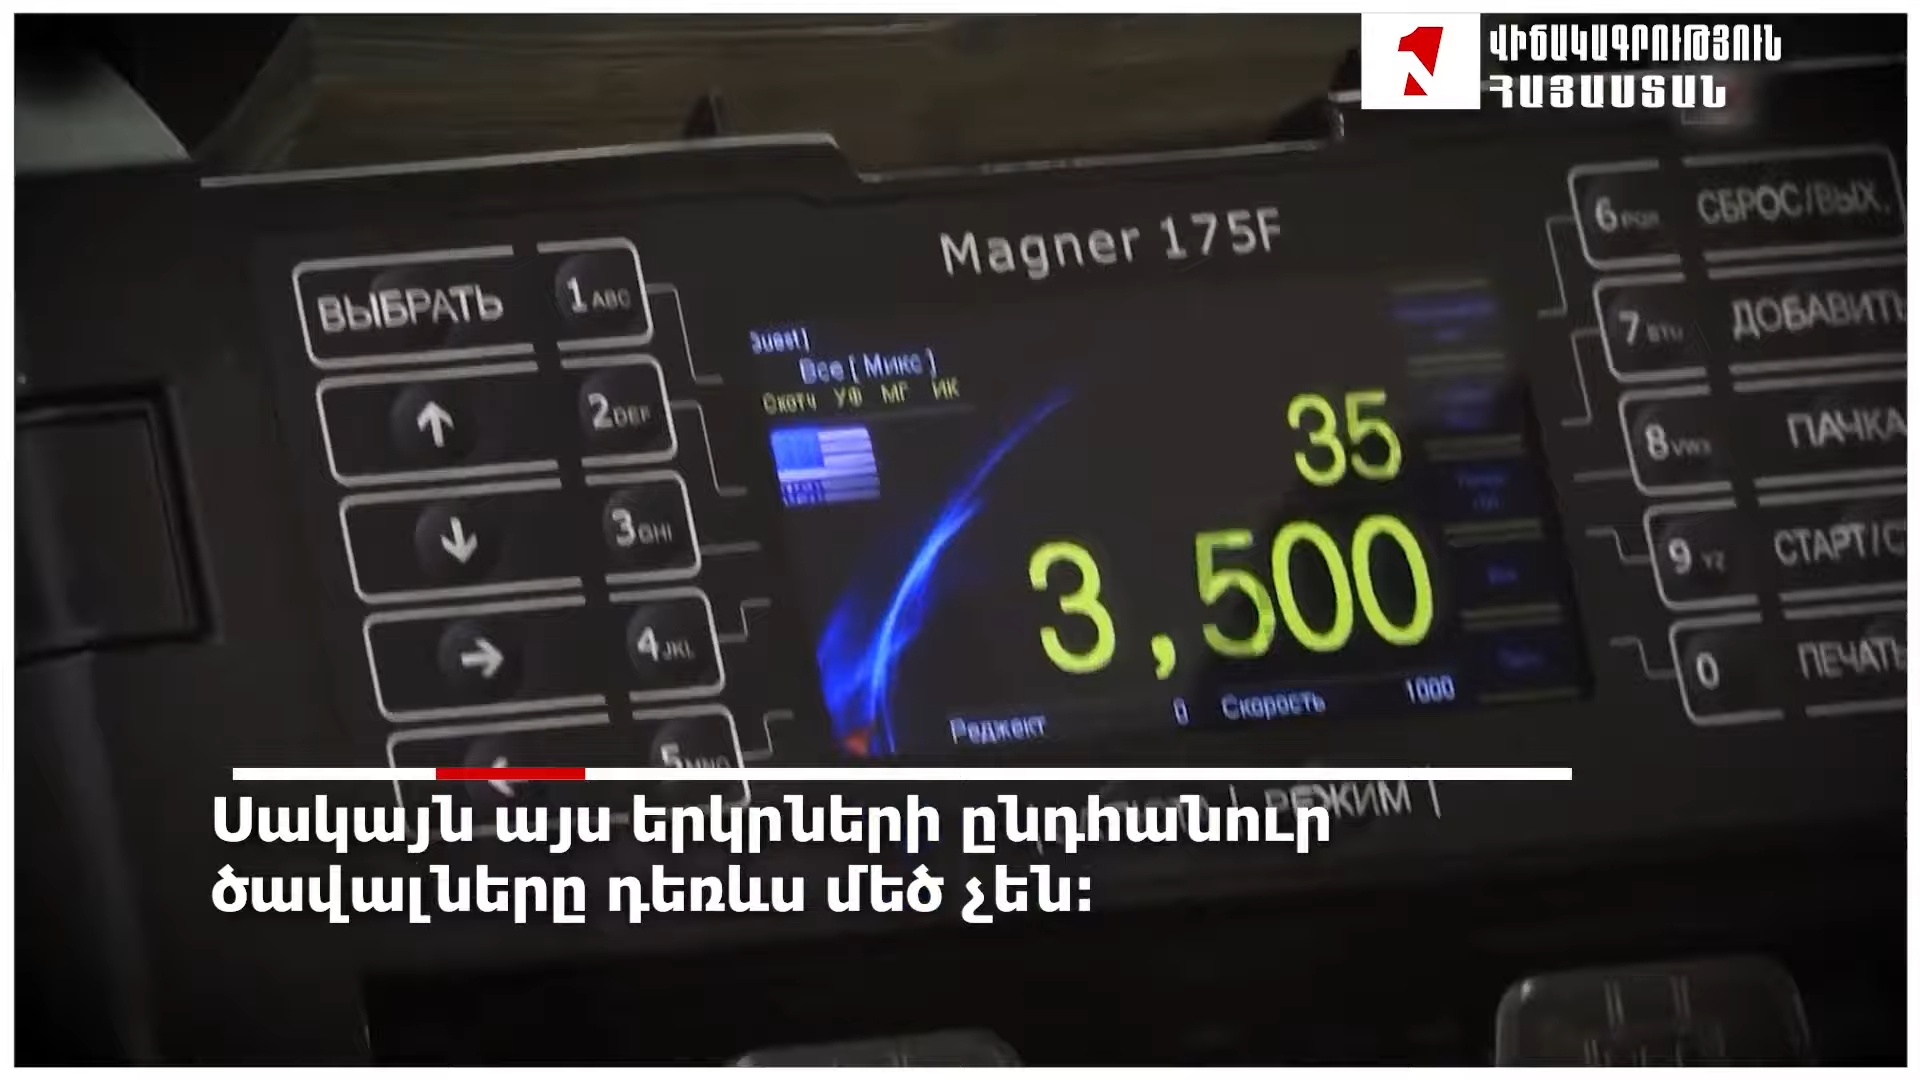 ՎԻՃԱԿԱԳՐՈՒԹՅՈՒՆ
ՀԱՅԱՍՏԱՆ
Magner 175F
ВЫБРАТЬ
1 ABC
2 DEF
3 GHI
4 JKL
5 MNO
Все [ Микс ]
Скотч УФ МГ ИК
35
3,500
Реджект 0 Скорость 1000
РЕЖИМ
6 PQR СБРОС/ВЫХ.
7 STU ДОБАВИТЬ
8 VWX ПАЧКА
9 YZ СТАРТ/С
0 ПЕЧАТЬ
Սակայն այս երկրների ընդհանուր
ծավալները դեռևս մեծ չեն: